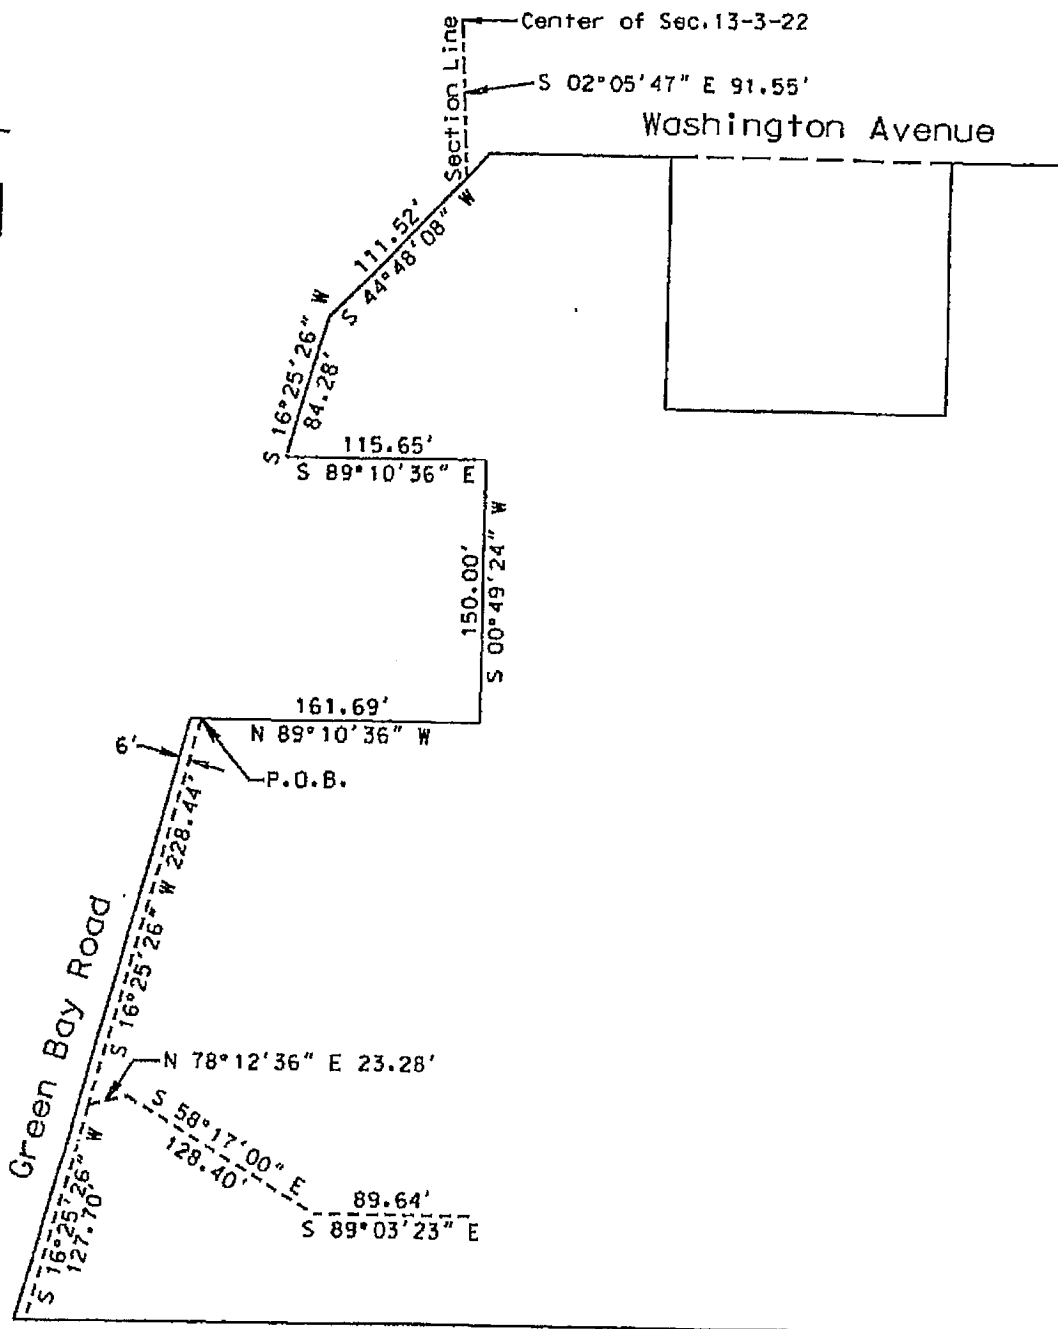 Center of Sec.13-3-22
Section Line
S 02°05'47" E 91.55'
Washington Avenue
111.52'
S 44°48'08" W
S 16°25'26" W
84.28'
115.65'
S 89°10'36" E
150.00'
S 00°49'24" W
161.69'
N 89°10'36" W
6'
P.O.B.
S 16°25'26" W 228.44'
Green Bay Road
N 78°12'36" E 23.28'
S 58°17'00" E
128.40'
S 16°25'26" W
127.70'
89.64'
S 89°03'23" E